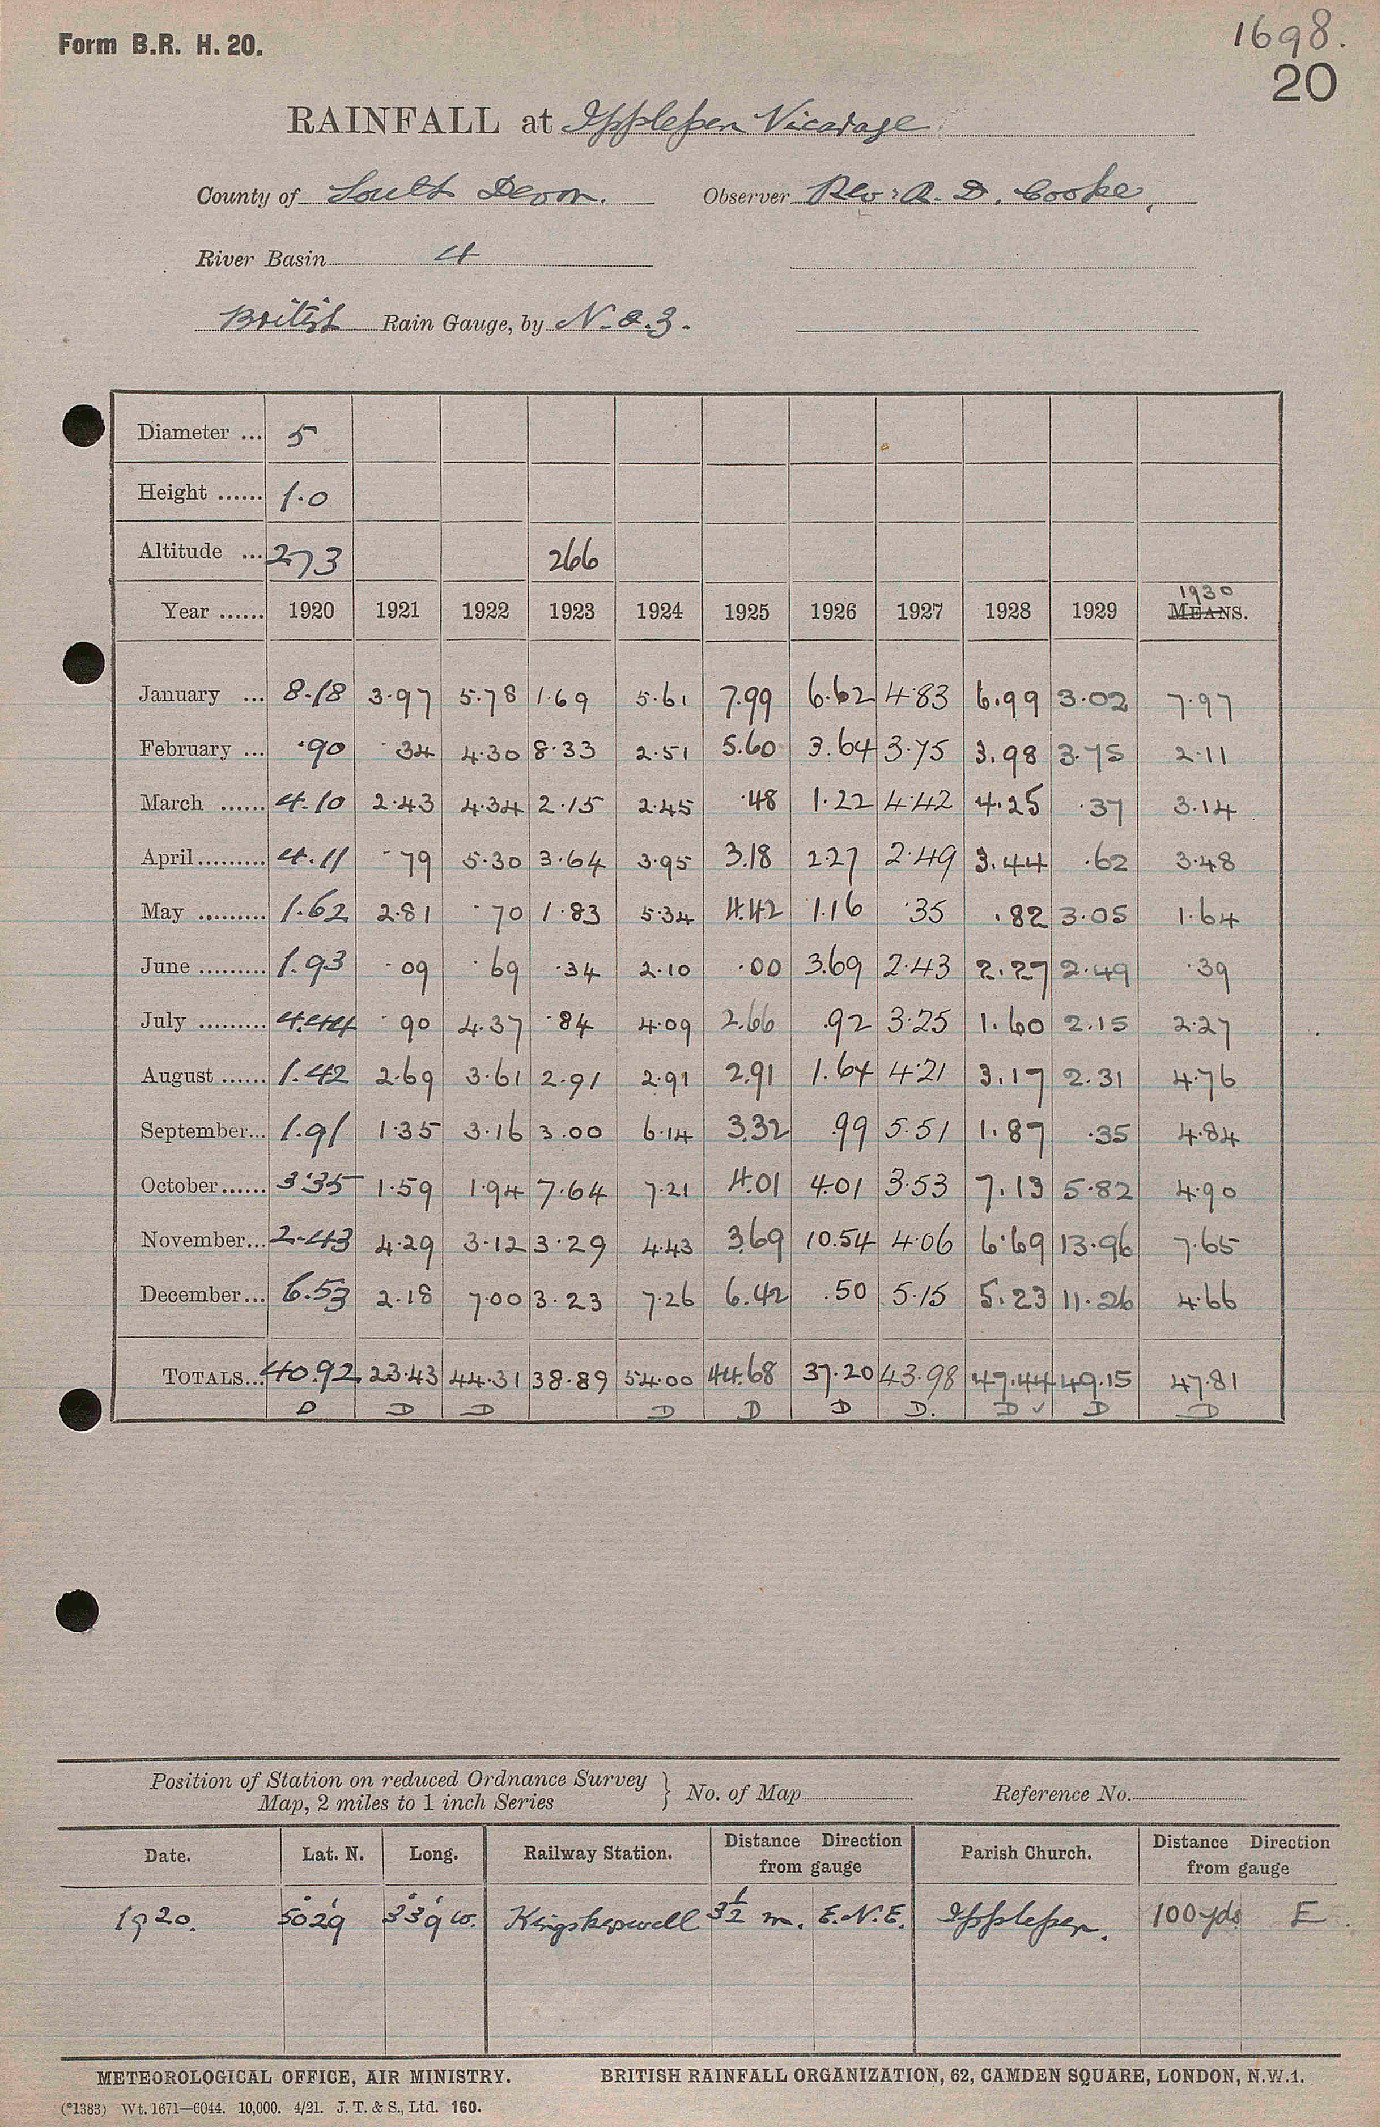 Form B.R. H. 20.
1698.
20
RAINFALL at Ipplepen Vicarage
County of South Devon. Observer Rev: A. D. Cooke,
River Basin 4
British Rain Gauge, by N. & Z.
Diameter ... 5
Height ...... 1.0
Altitude ... 273 266
1930
Year ...... 1920 1921 1922 1923 1924 1925 1926 1927 1928 1929 MEANS.
January ... 8.18 3.97 5.78 1.69 5.61 7.99 6.62 4.83 6.99 3.02 7.97
February ... .90 .34 4.30 8.33 2.51 5.60 3.64 3.75 3.98 3.75 2.11
March ...... 4.10 2.43 4.34 2.15 2.45 .48 1.22 4.42 4.25 .37 3.14
April......... 4.11 .79 5.30 3.64 3.95 3.18 2.27 2.49 3.44 .62 3.48
May ......... 1.62 2.81 .70 1.83 5.34 4.42 1.16 .35 .82 3.05 1.64
June ......... 1.93 .09 .69 .34 2.10 .00 3.69 2.43 2.27 2.49 .39
July ......... 4.44 .90 4.37 .84 4.09 2.66 .92 3.25 1.60 2.15 2.27
August ...... 1.42 2.69 3.61 2.91 2.91 2.91 1.64 4.21 3.17 2.31 4.76
September... 1.91 1.35 3.16 3.00 6.14 3.32 .99 5.51 1.87 .35 4.84
October...... 3.35 1.59 1.94 7.64 7.21 4.01 4.01 3.53 7.13 5.82 4.90
November... 2.43 4.29 3.12 3.29 4.43 3.69 10.54 4.06 6.69 13.96 7.65
December... 6.53 2.18 7.00 3.23 7.26 6.42 .50 5.15 5.23 11.26 4.66
TOTALS... 40.92 23.43 44.31 38.89 54.00 44.68 37.20 43.98 47.44 49.15 47.81
D D D D D D D. D ✓ D D
Position of Station on reduced Ordnance Survey
Map, 2 miles to 1 inch Series } No. of Map Reference No.
Date. Lat. N. Long. Railway Station. Distance Direction from gauge Parish Church. Distance Direction from gauge
1920. 50° 29' 3° 39' W. Kingskerswell 3½ m. E.N.E. Ipplepen. 100 yds E.
METEOROLOGICAL OFFICE, AIR MINISTRY. BRITISH RAINFALL ORGANIZATION, 62, CAMDEN SQUARE, LONDON, N.W.1.
(*1383) Wt. 1671—6044. 10,000. 4/21. J. T. & S., Ltd. 160.